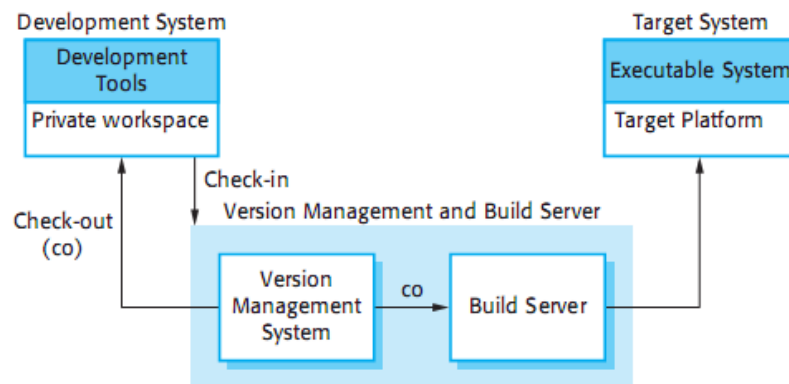 Development System
Development
Tools
Private workspace
Target System
Executable System
Target Platform
Check-in
Check-out
(co)
Version Management and Build Server
Version
Management
System
co
Build Server